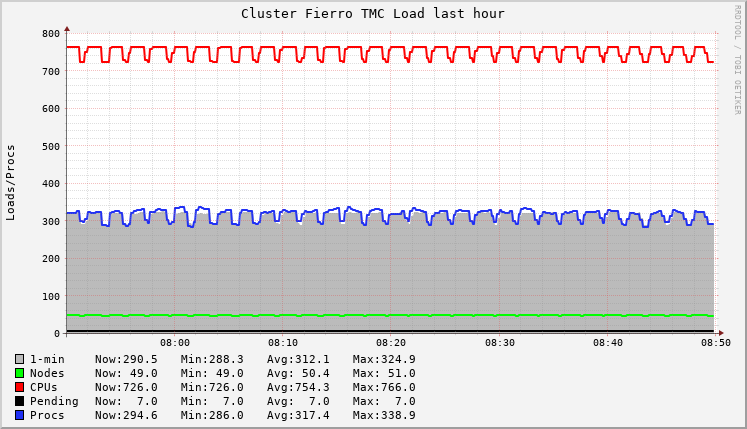 Cluster Fierro TMC Load last hour
RRDTOOL / TOBI OETIKER
Loads/Procs
800
700
600
500
400
300
200
100
0
08:00 08:10 08:20 08:30 08:40 08:50
1-min Now:290.5 Min:288.3 Avg:312.1 Max:324.9
Nodes Now: 49.0 Min: 49.0 Avg: 50.4 Max: 51.0
CPUs Now:726.0 Min:726.0 Avg:754.3 Max:766.0
Pending Now: 7.0 Min: 7.0 Avg: 7.0 Max: 7.0
Procs Now:294.6 Min:286.0 Avg:317.4 Max:338.9